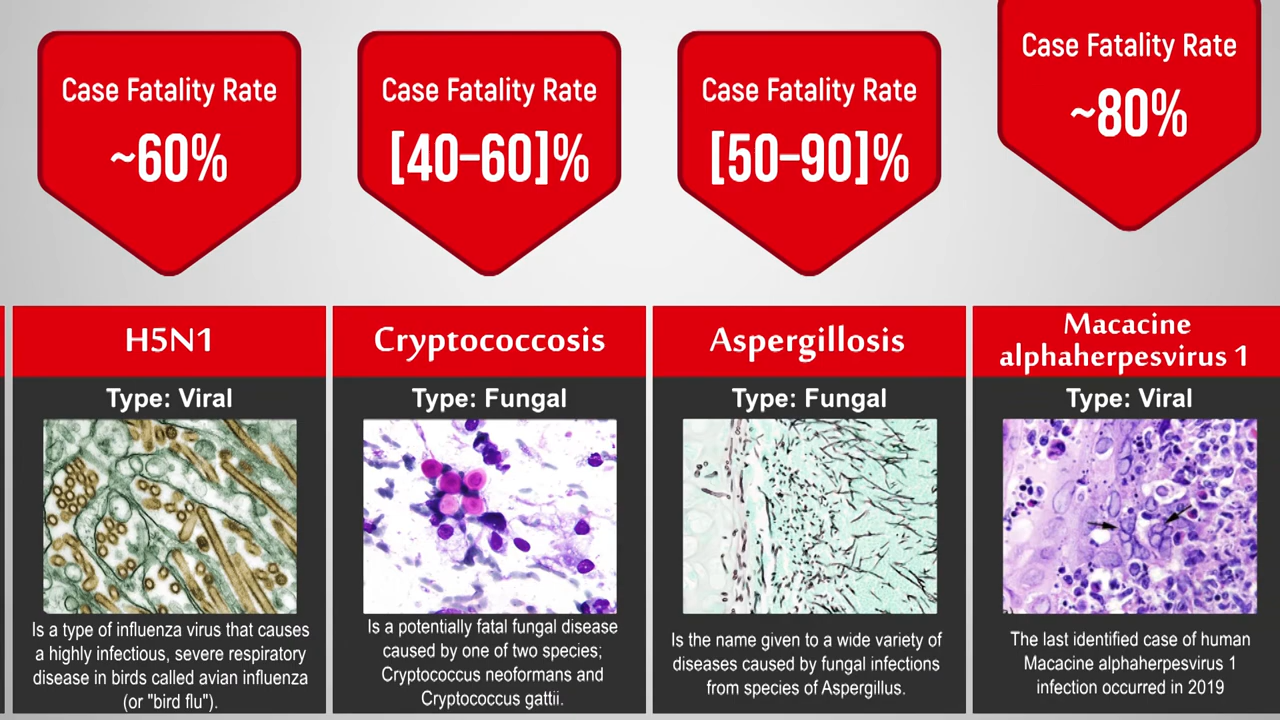 Case Fatality Rate
~60%
Case Fatality Rate
[40–60]%
Case Fatality Rate
[50–90]%
Case Fatality Rate
~80%
H5N1
Type: Viral
Is a type of influenza virus that causes
a highly infectious, severe respiratory
disease in birds called avian influenza
(or "bird flu").
Cryptococcosis
Type: Fungal
Is a potentially fatal fungal disease
caused by one of two species;
Cryptococcus neoformans and
Cryptococcus gattii.
Aspergillosis
Type: Fungal
Is the name given to a wide variety of
diseases caused by fungal infections
from species of Aspergillus.
Macacine
alphaherpesvirus 1
Type: Viral
The last identified case of human
Macacine alphaherpesvirus 1
infection occurred in 2019